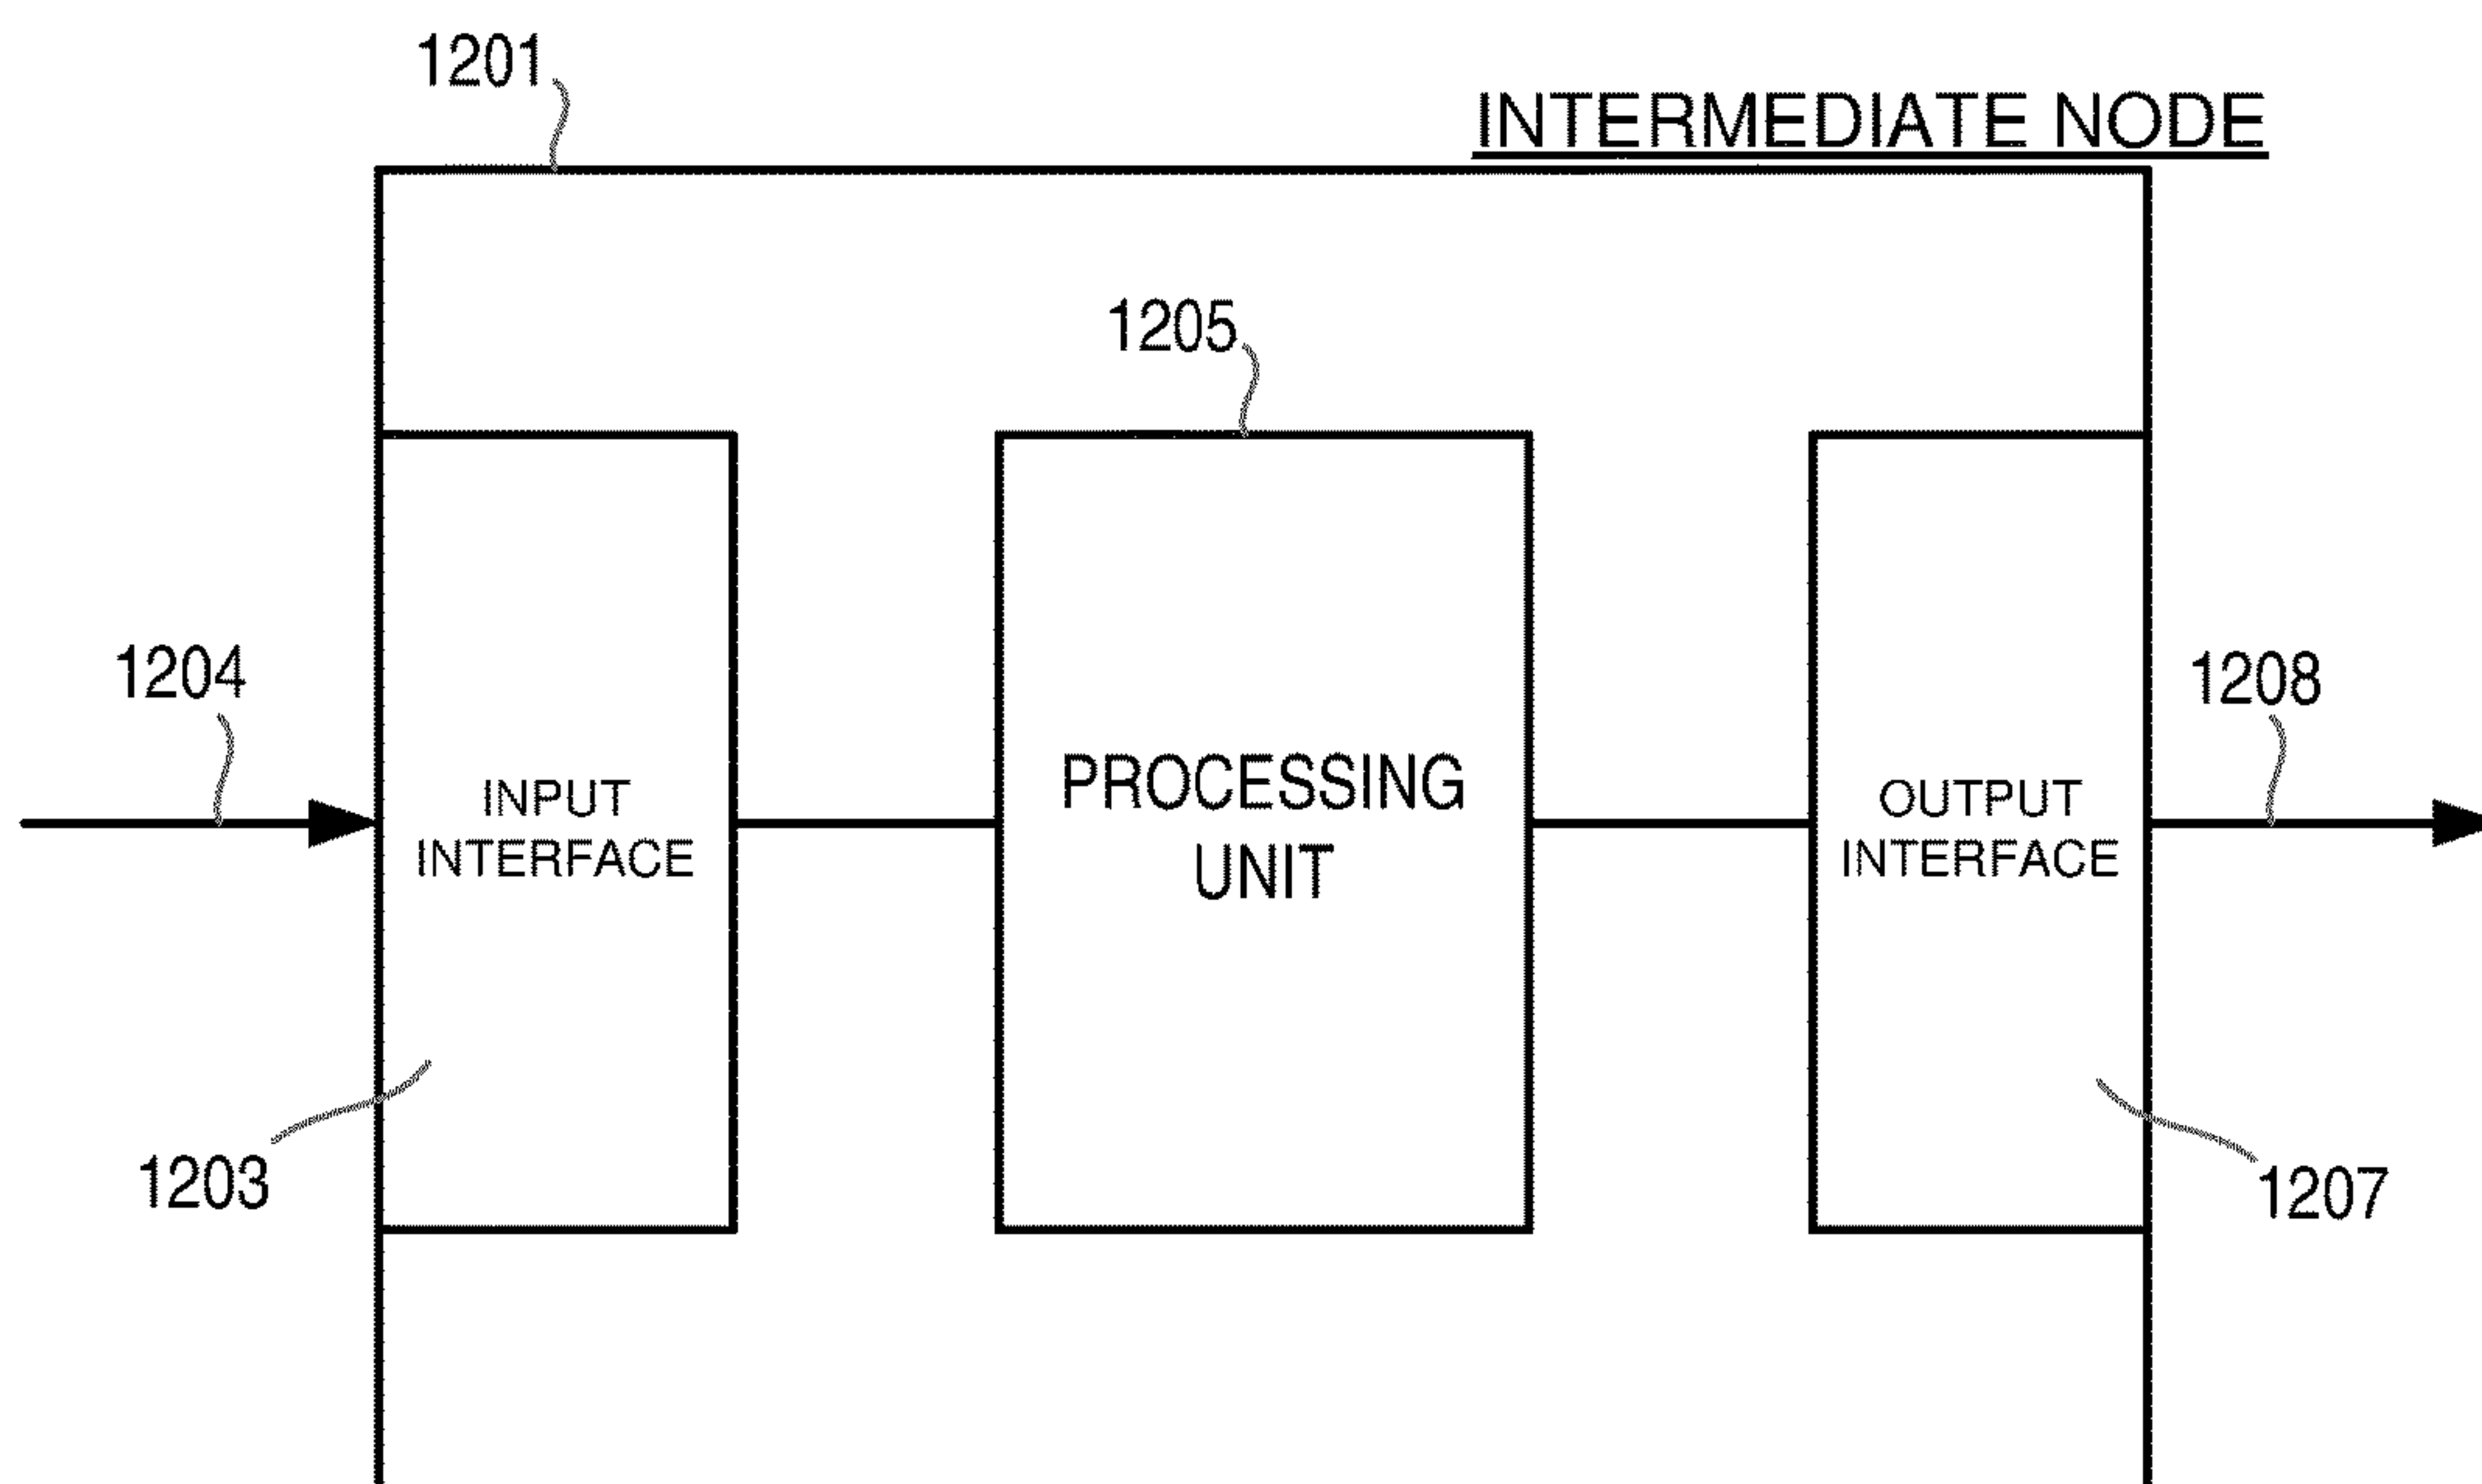 1201
INTERMEDIATE NODE
1205
1204
1208
INPUT
INTERFACE
PROCESSING
UNIT
OUTPUT
INTERFACE
1203
1207